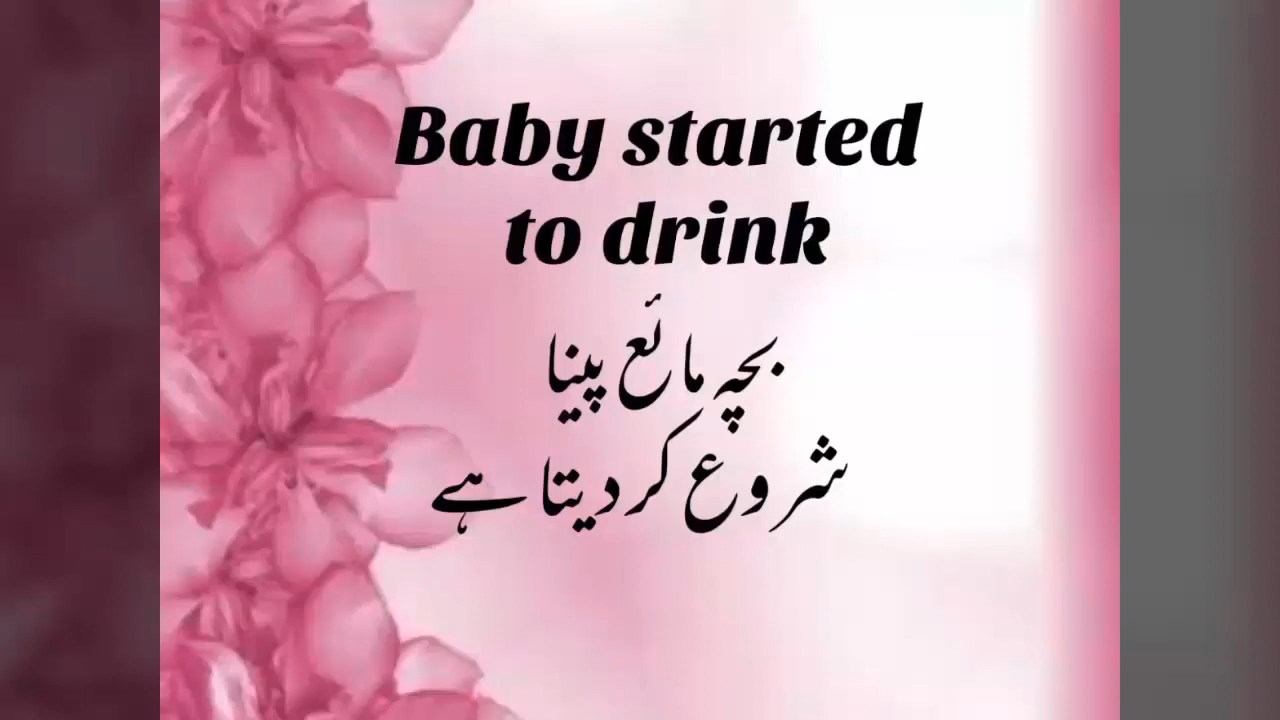 Baby started
to drink
بچہ مائع پینا
شروع کر دیتا ہے